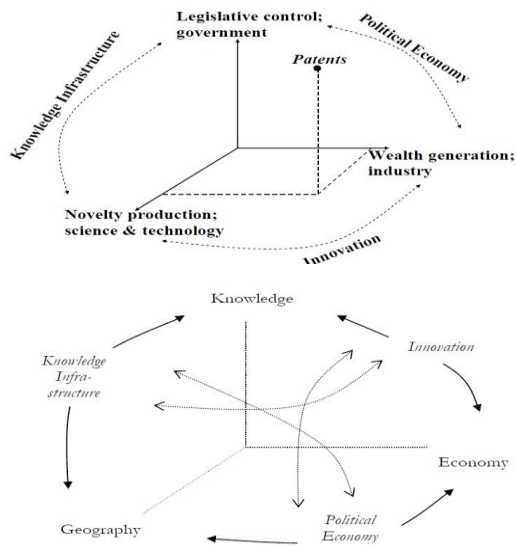 Legislative control;
government
Political Economy
Patents
Knowledge Infrastructure
Wealth generation;
industry
Novelty production;
science & technology
Innovation
Knowledge
Innovation
Knowledge
Infra-
structure
Economy
Geography
Political
Economy